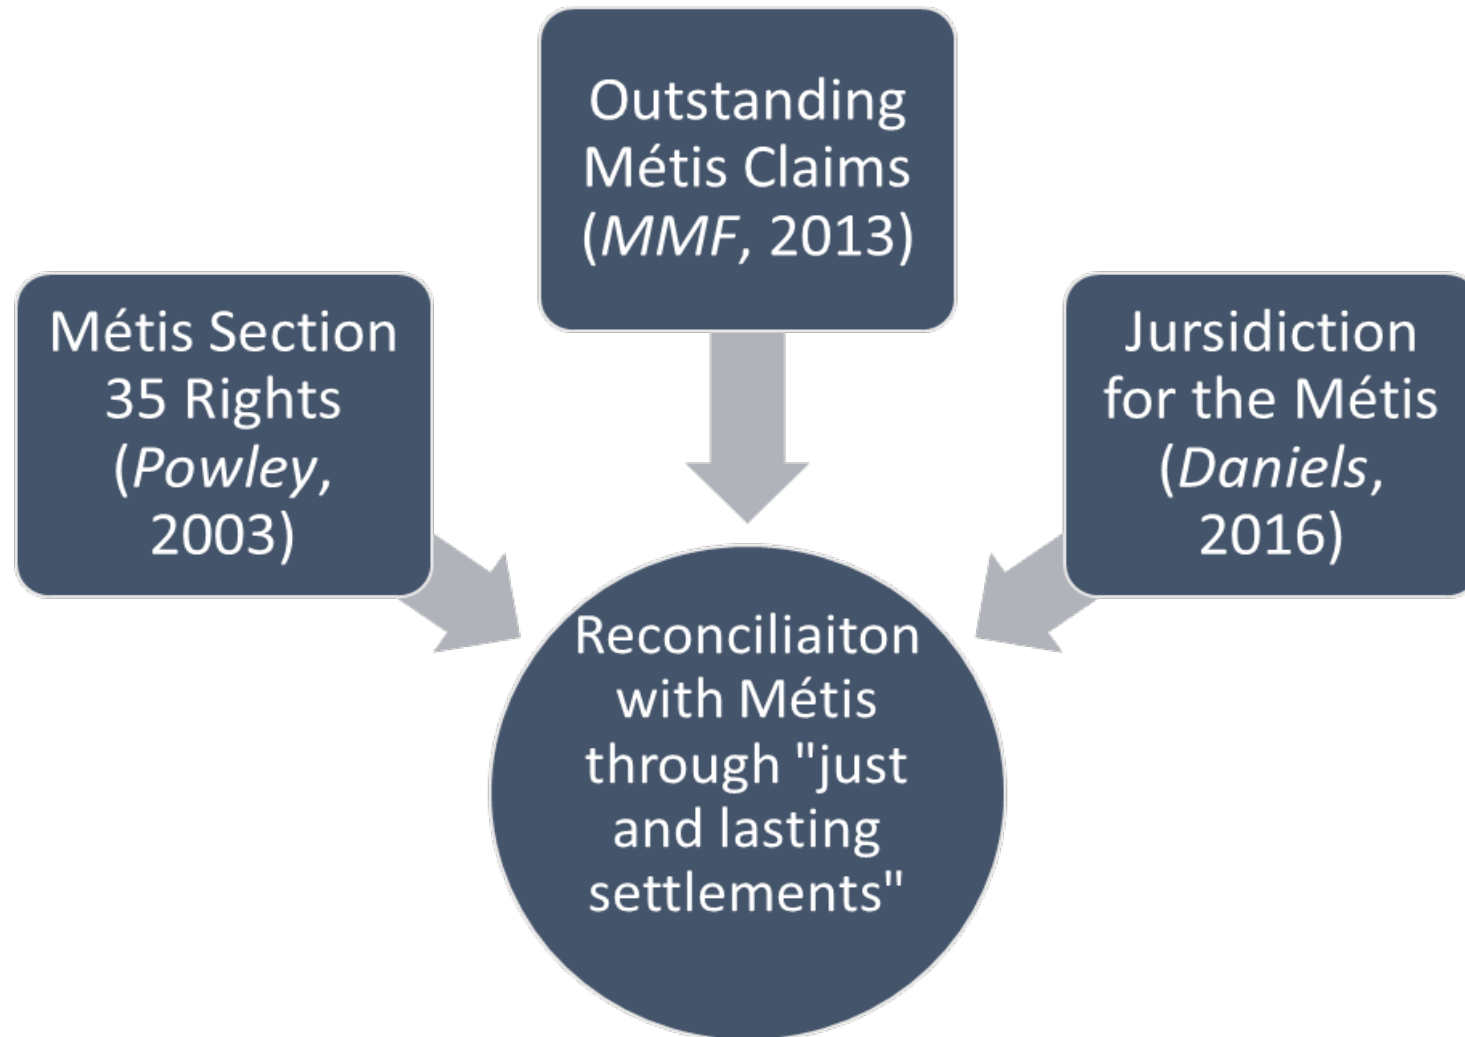 Outstanding
Métis Claims
(MMF, 2013)
Métis Section
35 Rights
(Powley,
2003)
Jursidiction
for the Métis
(Daniels,
2016)
Reconciliaiton
with Métis
through "just
and lasting
settlements"